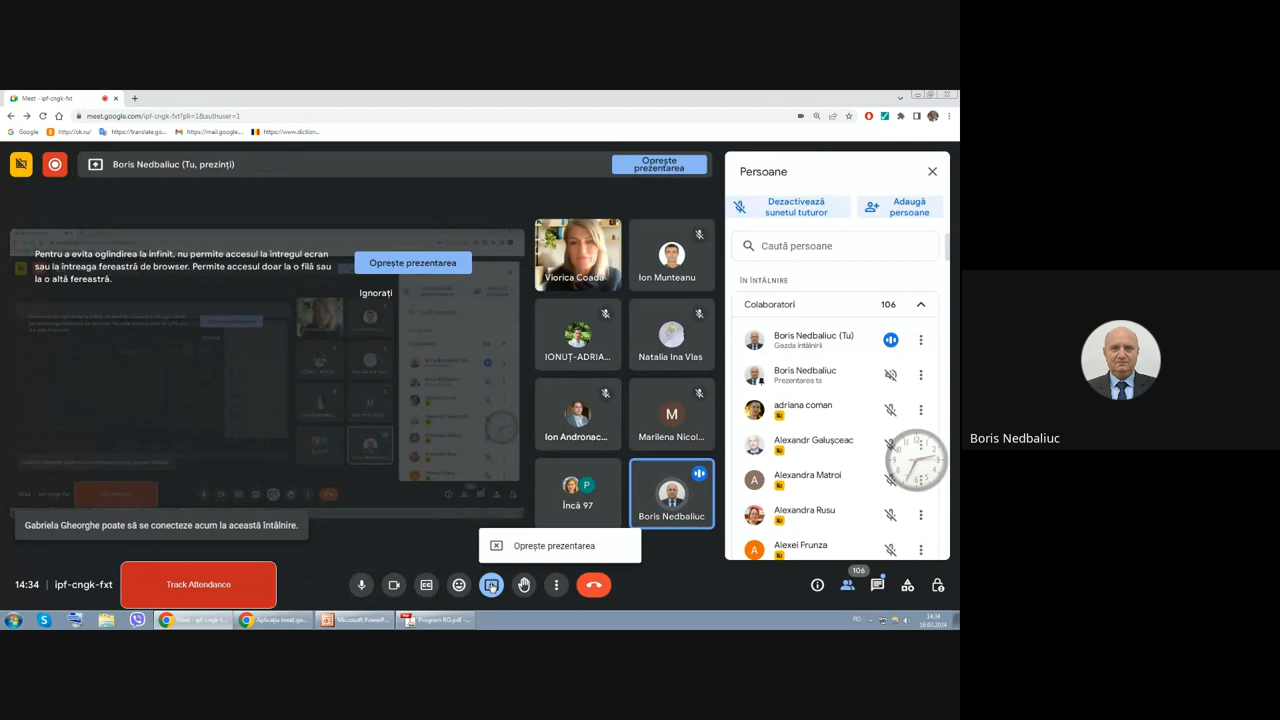 Meet - ipf-cngk-fxt
meet.google.com/ipf-cngk-fxt?pli=1&authuser=1
Google
http://ok.ru/
https://translate.go...
https://mail.google...
https://www.diction...
Boris Nedbaliuc (Tu, prezinți)
Oprește prezentarea
Pentru a evita oglindirea la infinit, nu permite accesul la întregul ecran
sau la întreaga fereastră de browser. Permite accesul doar la o filă sau
la o altă fereastră.
Oprește prezentarea
Ignorați
Viorica Coada
Ion Munteanu
IONUȚ-ADRIA...
Natalia Ina Vlas
Ion Andronac...
M
Marilena Nicol...
P
Încă 97
Boris Nedbaliuc
Persoane
Dezactivează
sunetul tuturor
Adaugă
persoane
Caută persoane
ÎN ÎNTÂLNIRE
Colaboratori
106
Boris Nedbaliuc (Tu)
Gazda întâlnirii
Boris Nedbaliuc
Prezentarea ta
adriana coman
Alexandr Galușceac
A
Alexandra Matroi
Alexandra Rusu
A
Alexei Frunza
Gabriela Gheorghe poate să se conecteze acum la această întâlnire.
Oprește prezentarea
14:34 | ipf-cngk-fxt
Track Attendance
106
Meet - ipf-cngk-f...
Aplicația meet.go...
Microsoft PowerP...
Program RO.pdf -...
RO
14:34
16.03.2024
Boris Nedbaliuc